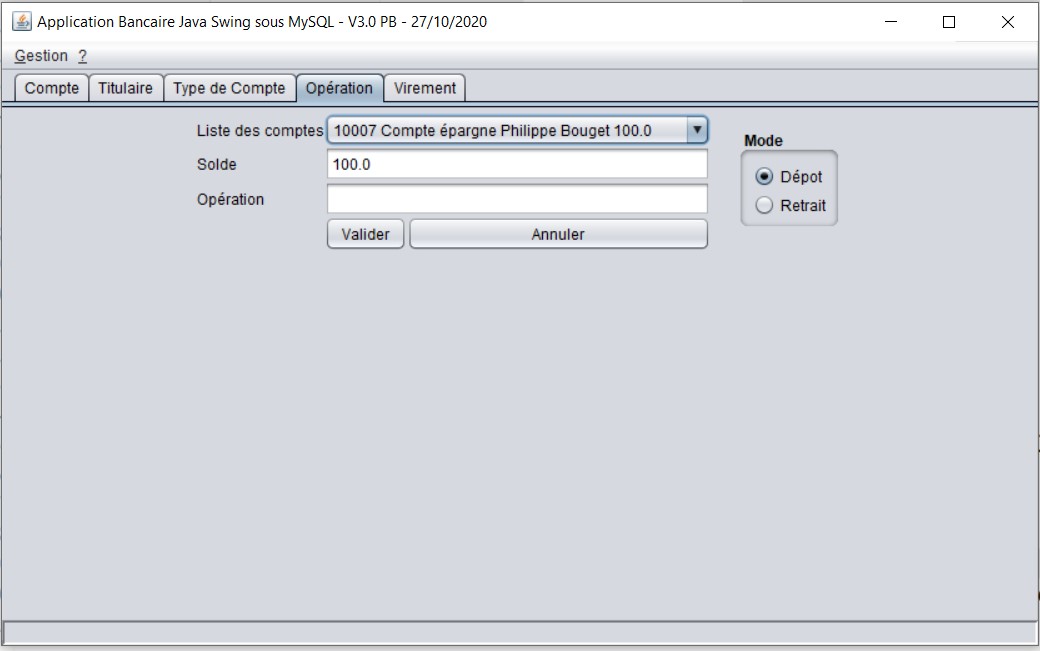 Application Bancaire Java Swing sous MySQL - V3.0 PB - 27/10/2020
Gestion ?
Compte Titulaire Type de Compte Opération Virement
Liste des comptes 10007 Compte épargne Philippe Bouget 100.0
Mode
Solde 100.0
Dépot
Opération
Retrait
Valider Annuler